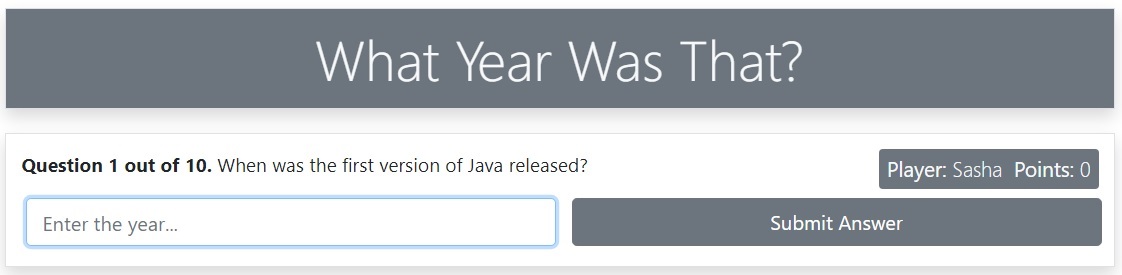 What Year Was That?
Question 1 out of 10. When was the first version of Java released?
Player: Sasha Points: 0
Enter the year...
Submit Answer